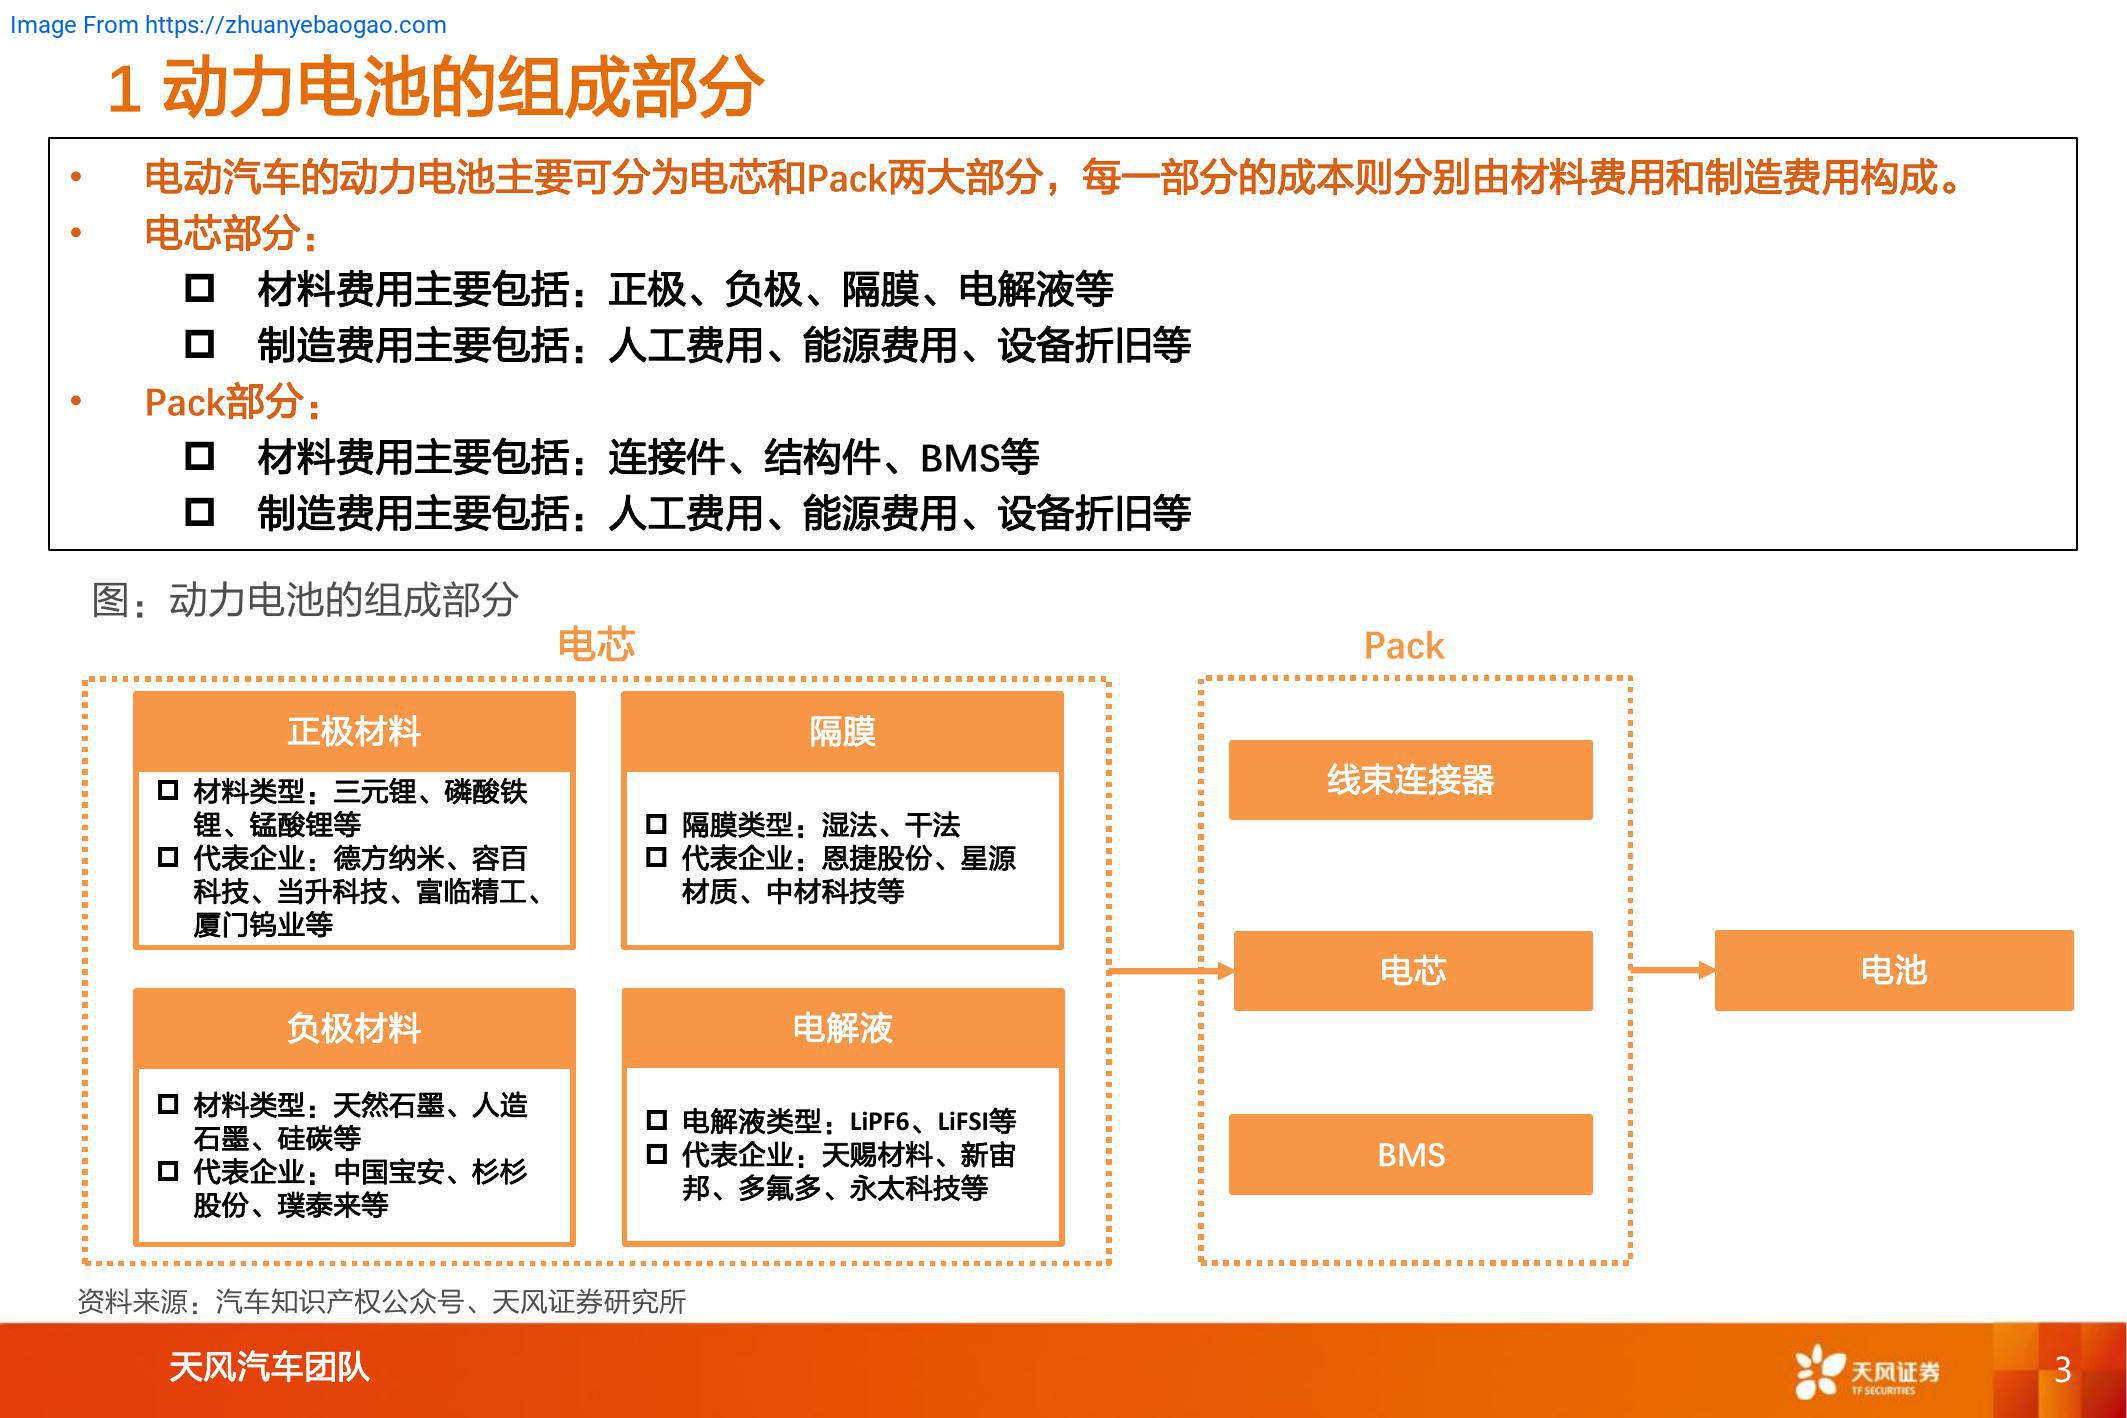 Image From https://zhuanyebaogao.com
1 动力电池的组成部分
• 电动汽车的动力电池主要可分为电芯和Pack两大部分，每一部分的成本则分别由材料费用和制造费用构成。
• 电芯部分：
材料费用主要包括：正极、负极、隔膜、电解液等
制造费用主要包括：人工费用、能源费用、设备折旧等
• Pack部分：
材料费用主要包括：连接件、结构件、BMS等
制造费用主要包括：人工费用、能源费用、设备折旧等
图：动力电池的组成部分
电芯
正极材料
材料类型：三元锂、磷酸铁
锂、锰酸锂等
代表企业：德方纳米、容百
科技、当升科技、富临精工、
厦门钨业等
隔膜
隔膜类型：湿法、干法
代表企业：恩捷股份、星源
材质、中材科技等
负极材料
材料类型：天然石墨、人造
石墨、硅碳等
代表企业：中国宝安、杉杉
股份、璞泰来等
电解液
电解液类型：LiPF6、LiFSI等
代表企业：天赐材料、新宙
邦、多氟多、永太科技等
Pack
线束连接器
电芯
BMS
电池
资料来源：汽车知识产权公众号、天风证券研究所
天风汽车团队
天风证券
TF SECURITIES
3